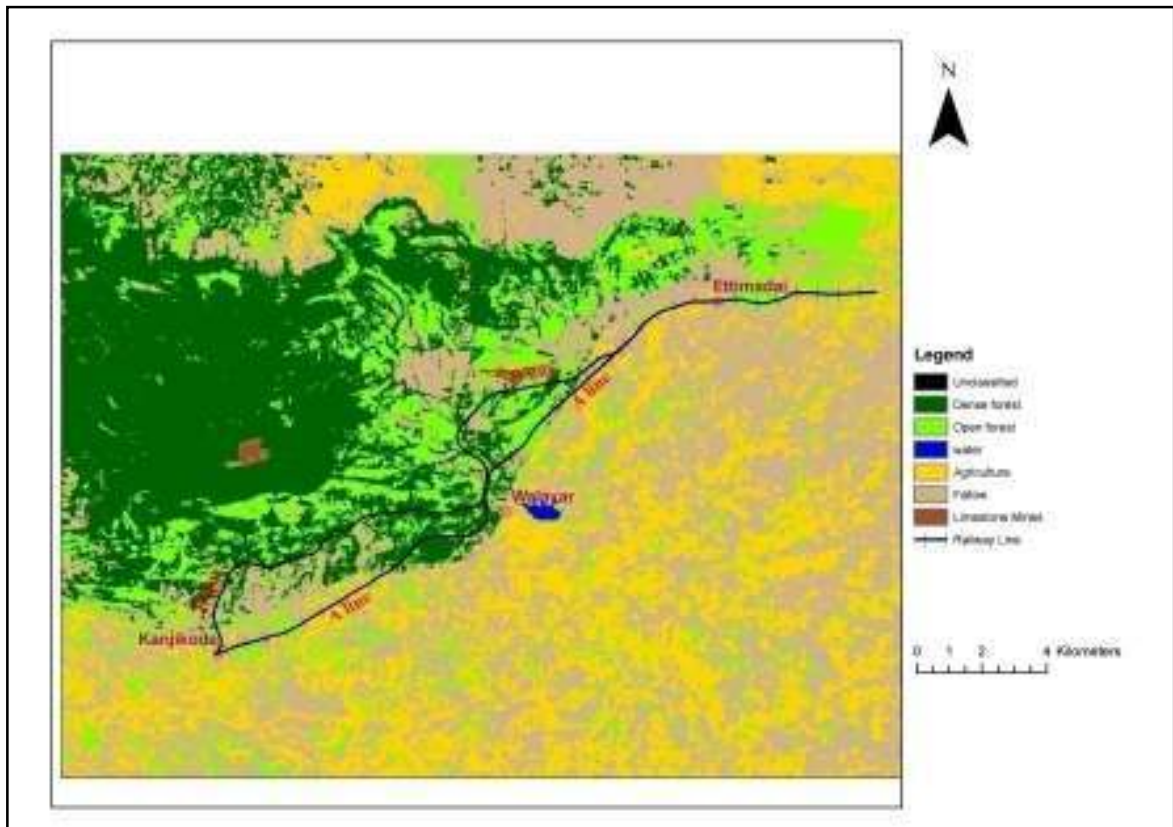 N
Ettimadai
A line
Walayar
A line
Kanjikode
Legend
Unclassified
Dense forest
Open forest
water
Agriculture
Fallow
Limestone Mines
Railway Line
0 1 2 4 Kilometers